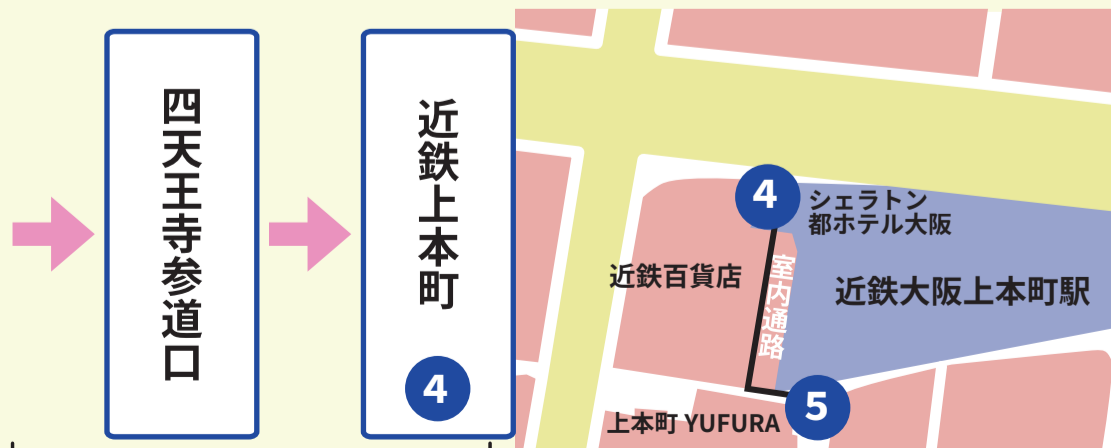 四天王寺参道口
近鉄上本町
4
4
シェラトン
都ホテル大阪
近鉄百貨店
室内通路
近鉄大阪上本町駅
5
上本町 YUFURA